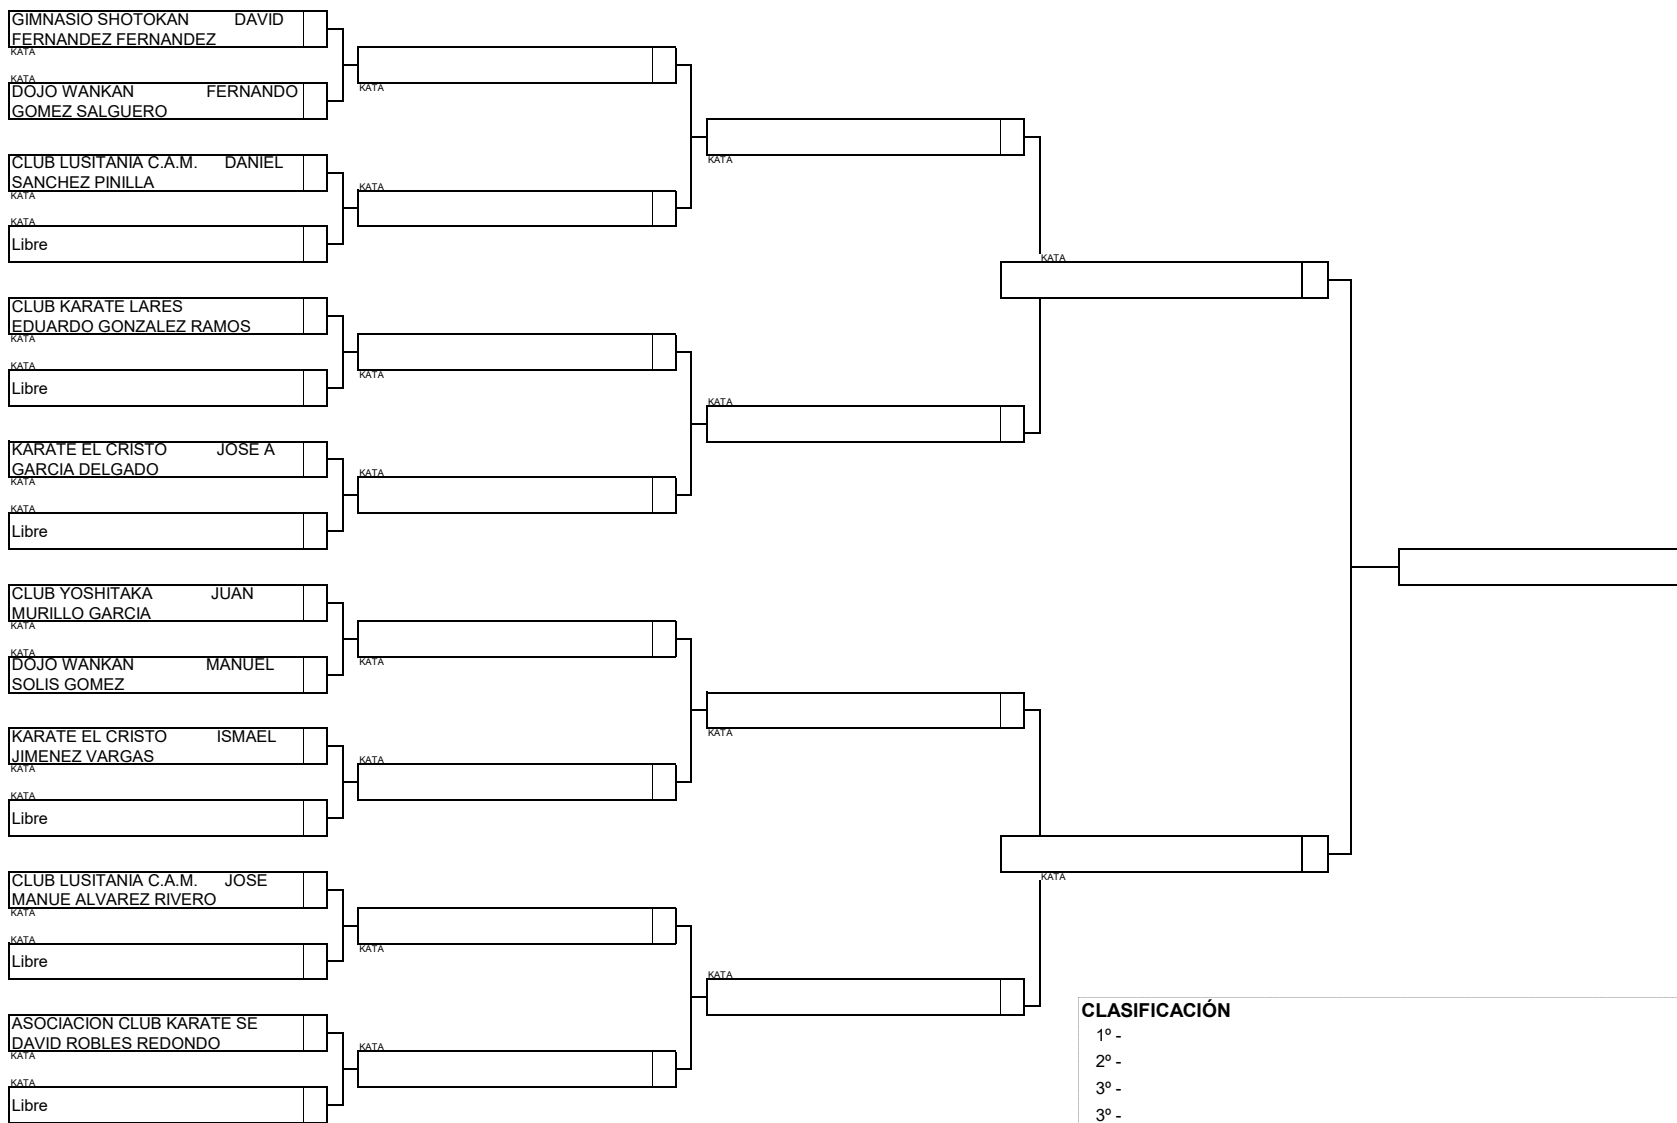 GIMNASIO SHOTOKAN DAVID
FERNANDEZ FERNANDEZ
KATA
KATA
DOJO WANKAN FERNANDO
GOMEZ SALGUERO
CLUB LUSITANIA C.A.M. DANIEL
SANCHEZ PINILLA
KATA
KATA
Libre
CLUB KARATE LARES
EDUARDO GONZALEZ RAMOS
KATA
KATA
Libre
KARATE EL CRISTO JOSE A
GARCIA DELGADO
KATA
KATA
Libre
CLUB YOSHITAKA JUAN
MURILLO GARCIA
KATA
KATA
DOJO WANKAN MANUEL
SOLIS GOMEZ
KARATE EL CRISTO ISMAEL
JIMENEZ VARGAS
KATA
KATA
Libre
CLUB LUSITANIA C.A.M. JOSE
MANUE ALVAREZ RIVERO
KATA
KATA
Libre
ASOCIACION CLUB KARATE SE
DAVID ROBLES REDONDO
KATA
KATA
Libre
KATA
KATA
KATA
KATA
KATA
KATA
KATA
KATA
KATA
KATA
KATA
KATA
KATA
KATA
CLASIFICACIÓN
1º -
2º -
3º -
3º -